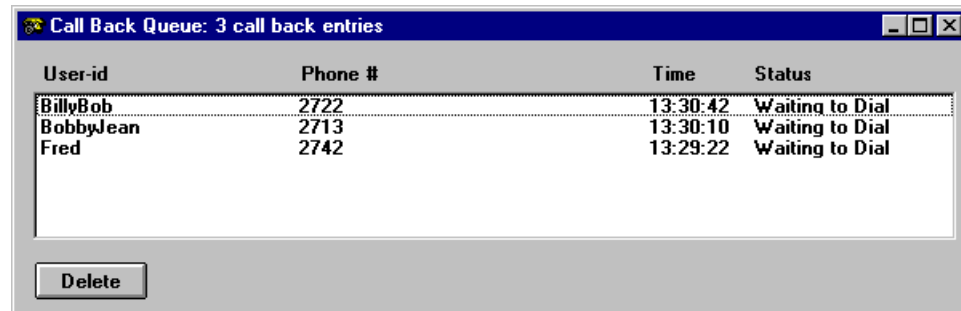 Call Back Queue: 3 call back entries
User-id Phone # Time Status
BillyBob 2722 13:30:42 Waiting to Dial
BobbyJean 2713 13:30:10 Waiting to Dial
Fred 2742 13:29:22 Waiting to Dial
Delete